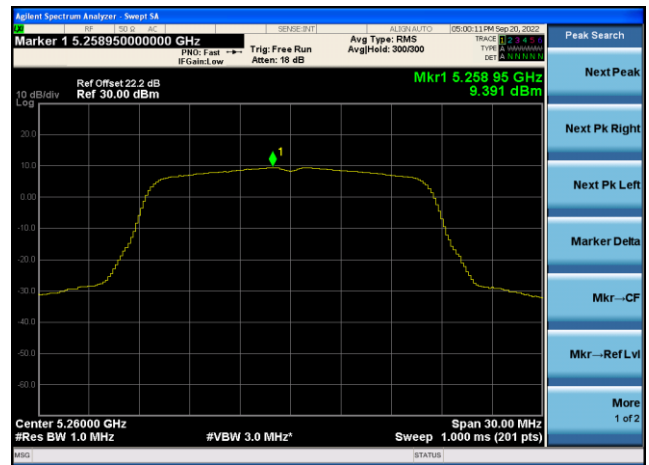 Agilent Spectrum Analyzer - Swept SA
RF 50 Ω AC SENSE:INT ALIGN AUTO 05:00:11 PM Sep 20, 2022
Marker 1 5.258950000000 GHz
PNO: Fast
IFGain:Low
Trig: Free Run
Atten: 18 dB
Avg Type: RMS
Avg|Hold: 300/300
TRACE 1 2 3 4 5 6
TYPE A
DET A N N N N N
Peak Search
Next Peak
Next Pk Right
Next Pk Left
Marker Delta
Mkr→CF
Mkr→Ref Lvl
More
1 of 2
Ref Offset 22.2 dB
10 dB/div Ref 30.00 dBm
Log
Mkr1 5.258 95 GHz
9.391 dBm
20.0
1
10.0
0.00
-10.0
-20.0
-30.0
-40.0
-50.0
-60.0
Center 5.26000 GHz Span 30.00 MHz
#Res BW 1.0 MHz #VBW 3.0 MHz* Sweep 1.000 ms (201 pts)
MSG STATUS